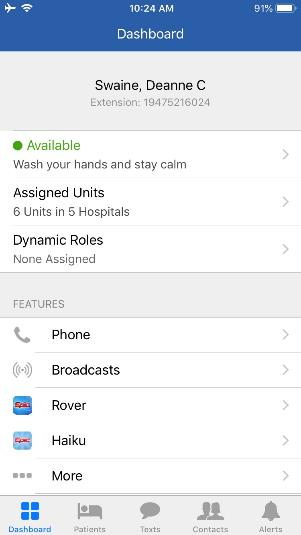 10:24 AM
91%
Dashboard
Swaine, Deanne C
Extension: 19475216024
Available
Wash your hands and stay calm
Assigned Units
6 Units in 5 Hospitals
Dynamic Roles
None Assigned
FEATURES
Phone
Broadcasts
Epic Rover
Epic Haiku
More
Dashboard Patients Texts Contacts Alerts